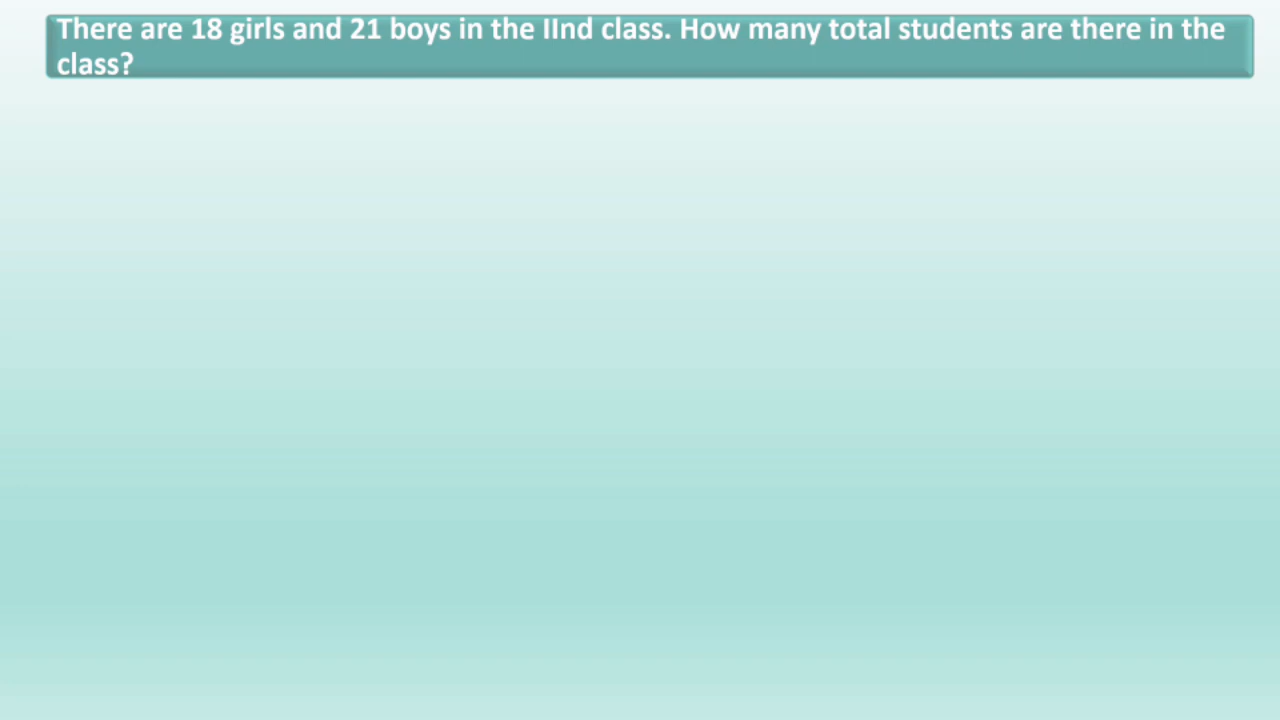 There are 18 girls and 21 boys in the IInd class. How many total students are there in the
class?